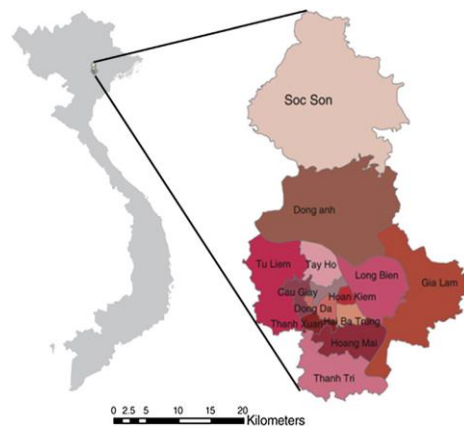 Soc Son
Dong anh
Tu Liem
Tay Ho
Long Bien
Gia Lam
Cau Giay
Hoan Kiem
Dong Da
Thanh Xuan
Hai Ba Trang
Hoang Mai
Thanh Tri
0 2.5 5 10 15 20
Kilometers